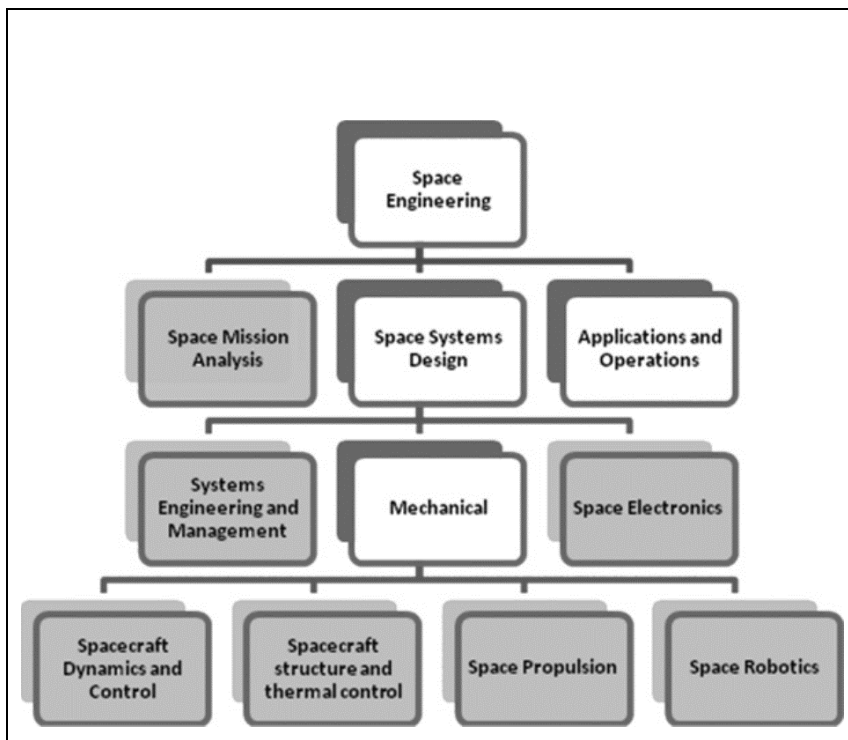 Space
Engineering
Space Mission
Analysis
Space Systems
Design
Applications and
Operations
Systems
Engineering and
Management
Mechanical
Space Electronics
Spacecraft
Dynamics and
Control
Spacecraft
structure and
thermal control
Space Propulsion
Space Robotics